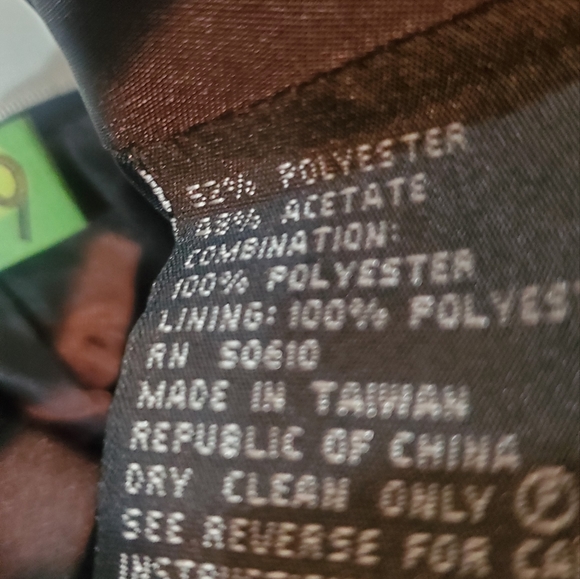 52% POLYESTER
48% ACETATE
COMBINATION:
100% POLYESTER
LINING: 100% POLYES
RN 50610
MADE IN TAIWAN
REPUBLIC OF CHINA
DRY CLEAN ONLY Ⓟ
SEE REVERSE FOR CA